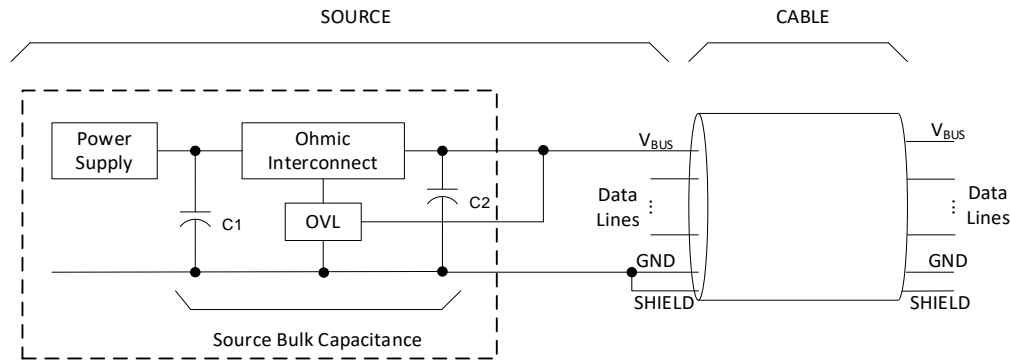 SOURCE
CABLE
Power
Supply
Ohmic
Interconnect
C1
OVL
C2
Source Bulk Capacitance
VBUS
Data
Lines
...
GND
SHIELD
VBUS
Data
Lines
...
GND
SHIELD